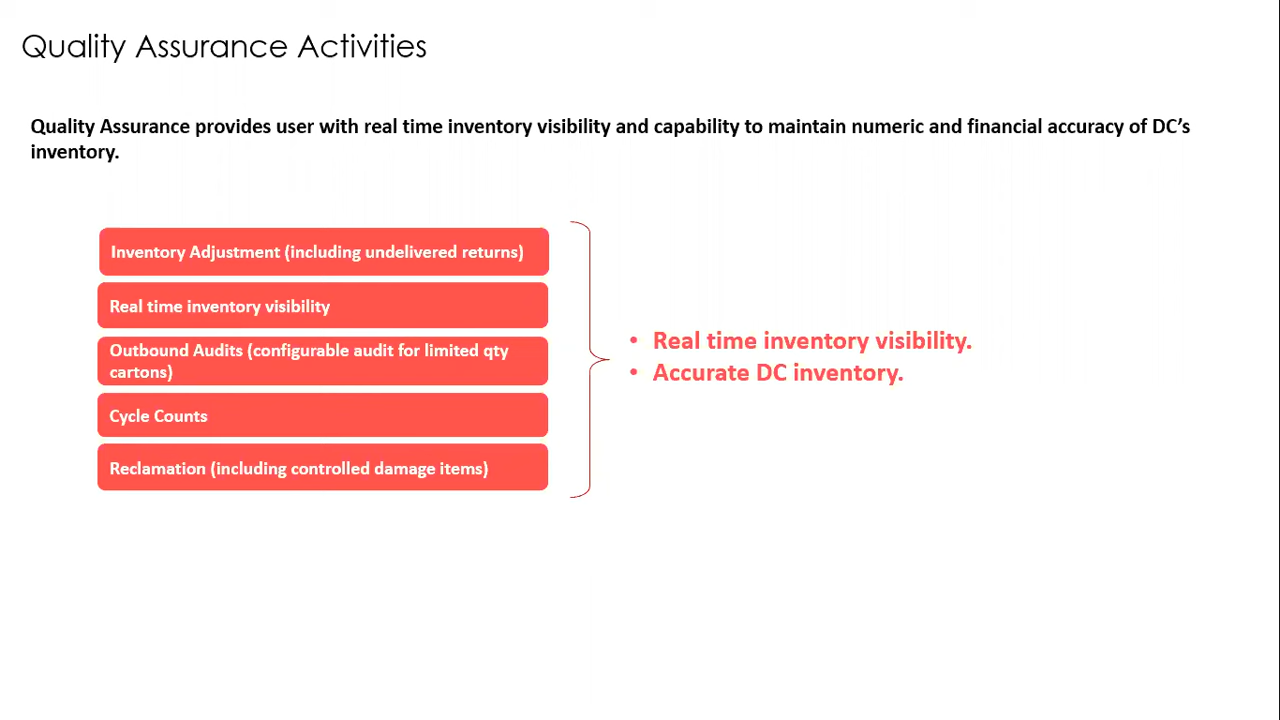 Quality Assurance Activities
Quality Assurance provides user with real time inventory visibility and capability to maintain numeric and financial accuracy of DC’s
inventory.
Inventory Adjustment (including undelivered returns)
Real time inventory visibility
Outbound Audits (configurable audit for limited qty
cartons)
Cycle Counts
Reclamation (including controlled damage items)
• Real time inventory visibility.
• Accurate DC inventory.